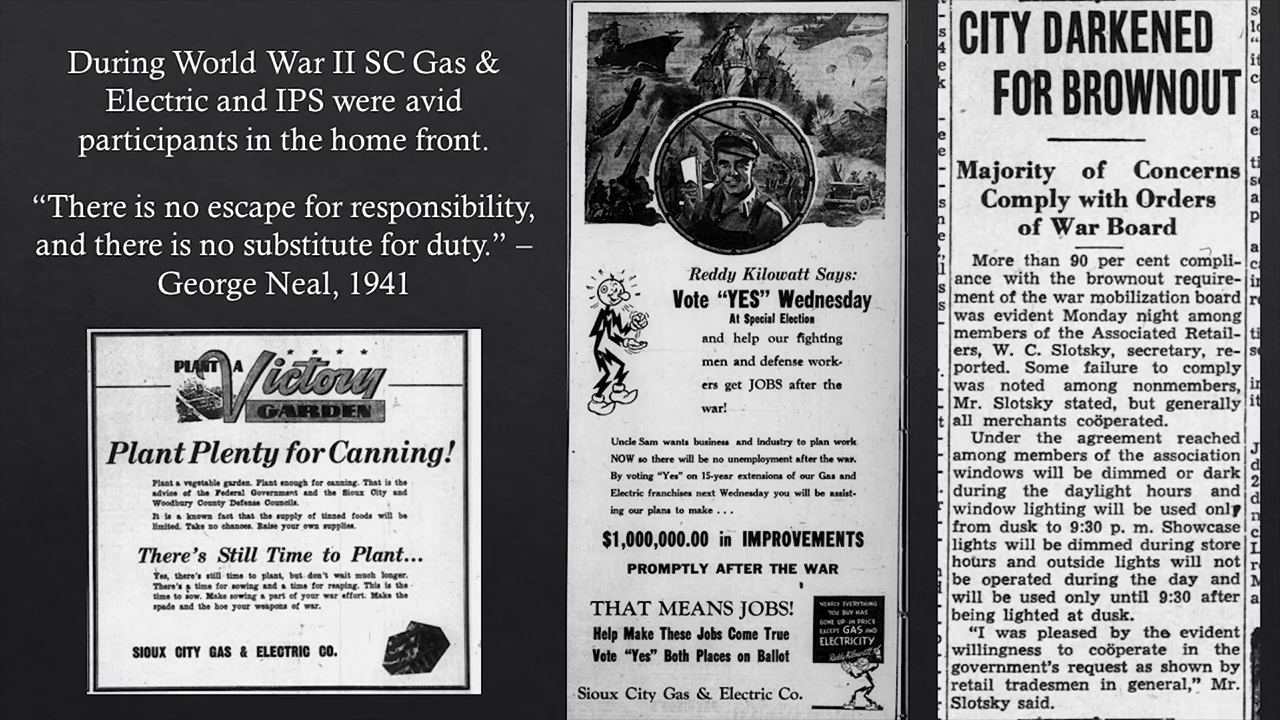 During World War II SC Gas &
Electric and IPS were avid
participants in the home front.
“There is no escape for responsibility,
and there is no substitute for duty.” –
George Neal, 1941
PLANT A
Victory
GARDEN
Plant Plenty for Canning!
Plant a vegetable garden. Plant enough for canning. That is the
advice of the Federal Government and the Sioux City and
Woodbury County Defense Councils.
It is a known fact that the supply of tinned foods will be
limited. Take no chances. Raise your own supplies.
There's Still Time to Plant...
Yes, there's still time to plant, but don't wait much longer.
There's a time for sowing and a time for reaping. This is the
time to sow. Make sowing a part of your war effort. Make the
spade and the hoe your weapons of war.
SIOUX CITY GAS & ELECTRIC CO.
Reddy Kilowatt Says:
Vote “YES” Wednesday
At Special Election
and help our fighting
men and defense work-
ers get JOBS after the
war!
Uncle Sam wants business and industry to plan work
NOW so there will be no unemployment after the war.
By voting “Yes” on 15-year extensions of our Gas and
Electric franchises next Wednesday you will be assist-
ing our plans to make . . .
$1,000,000.00 in IMPROVEMENTS
PROMPTLY AFTER THE WAR
THAT MEANS JOBS!
Help Make These Jobs Come True
Vote “Yes” Both Places on Ballot
NEARLY EVERYTHING
YOU BUY HAS
GONE UP IN PRICE
EXCEPT GAS AND
ELECTRICITY
Reddy Kilowatt
Sioux City Gas & Electric Co.
CITY DARKENED
FOR BROWNOUT
Majority of Concerns
Comply with Orders
of War Board
More than 90 per cent compli-
ance with the brownout require-
ment of the war mobilization board
was evident Monday night among
members of the Associated Retail-
ers, W. C. Slotsky, secretary, re-
ported. Some failure to comply
was noted among nonmembers,
Mr. Slotsky stated, but generally
all merchants coöperated.
Under the agreement reached
among members of the association
windows will be dimmed or dark
during the daylight hours and
window lighting will be used only
from dusk to 9:30 p. m. Showcase
lights will be dimmed during store
hours and outside lights will not
be operated during the day and
will be used only until 9:30 after
being lighted at dusk.
“I was pleased by the evident
willingness to coöperate in the
government's request as shown by
retail tradesmen in general,” Mr.
Slotsky said.